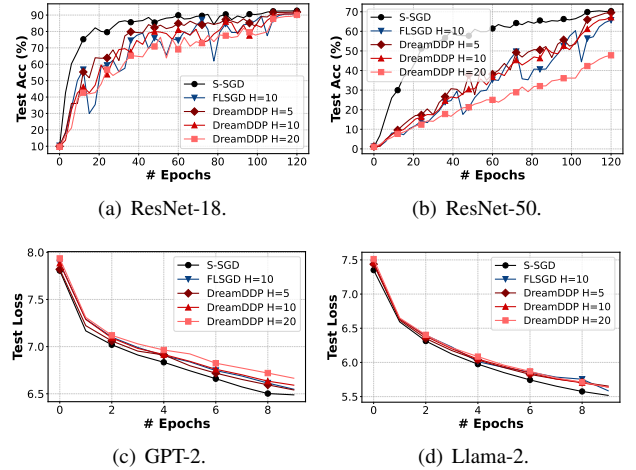 Test Acc (%)
100
90
80
70
60
50
40
30
20
10
0 20 40 60 80 100 120
# Epochs
S-SGD
FLSGD H=10
DreamDDP H=5
DreamDDP H=10
DreamDDP H=20
(a) ResNet-18.
Test Acc (%)
70
60
50
40
30
20
10
0
0 20 40 60 80 100 120
# Epochs
S-SGD
FLSGD H=10
DreamDDP H=5
DreamDDP H=10
DreamDDP H=20
(b) ResNet-50.
Test Loss
8.0
7.5
7.0
6.5
0 2 4 6 8
# Epochs
S-SGD
FLSGD H=10
DreamDDP H=5
DreamDDP H=10
DreamDDP H=20
(c) GPT-2.
Test Loss
7.5
7.0
6.5
6.0
5.5
0 2 4 6 8
# Epochs
S-SGD
FLSGD H=10
DreamDDP H=5
DreamDDP H=10
DreamDDP H=20
(d) Llama-2.